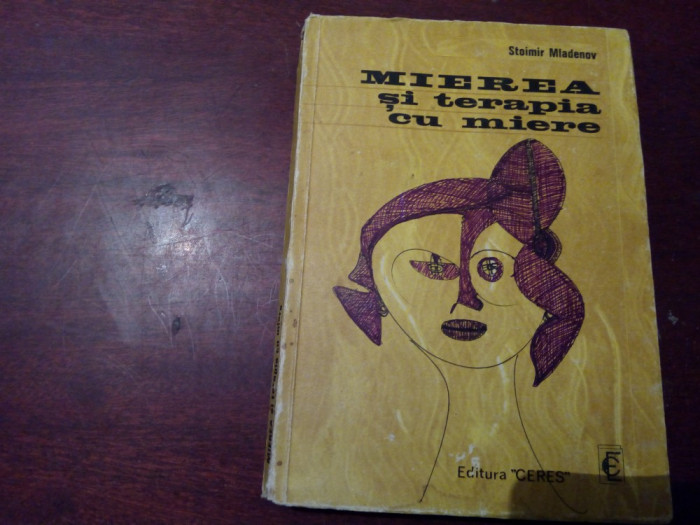 Stoimir Mladenov
MIEREA
și terapia
cu miere
Editura "CERES"